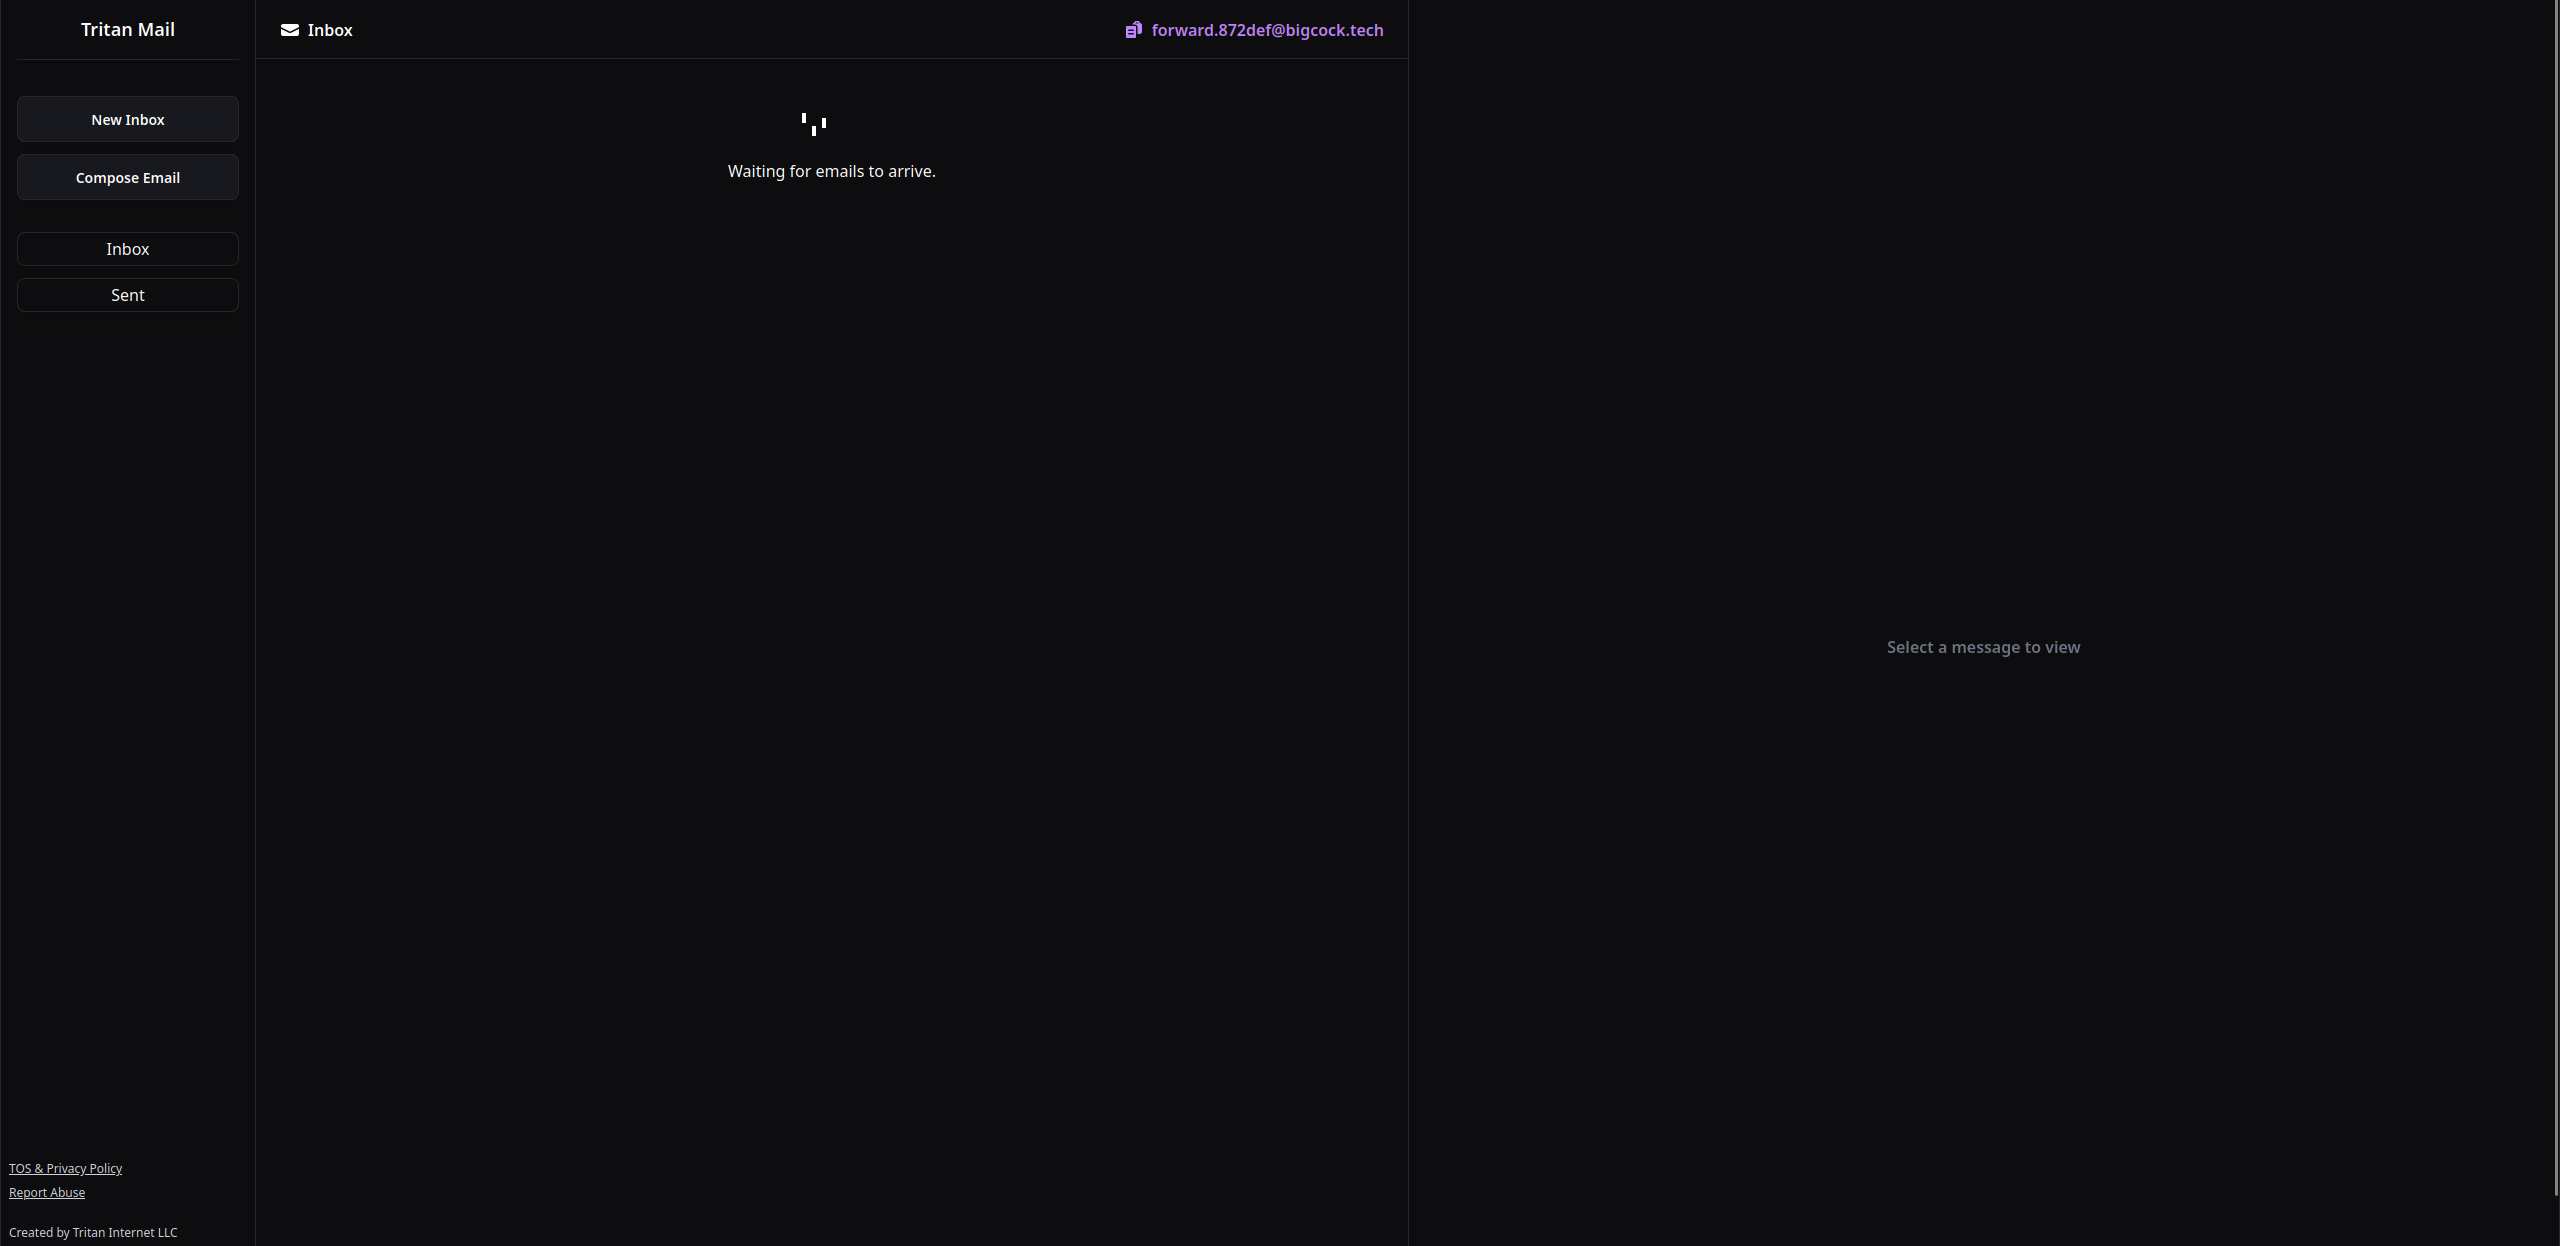 Tritan Mail
New Inbox
Compose Email
Inbox
Sent
TOS & Privacy Policy
Report Abuse
Created by Tritan Internet LLC
Inbox
forward.872def@bigcock.tech
Waiting for emails to arrive.
Select a message to view